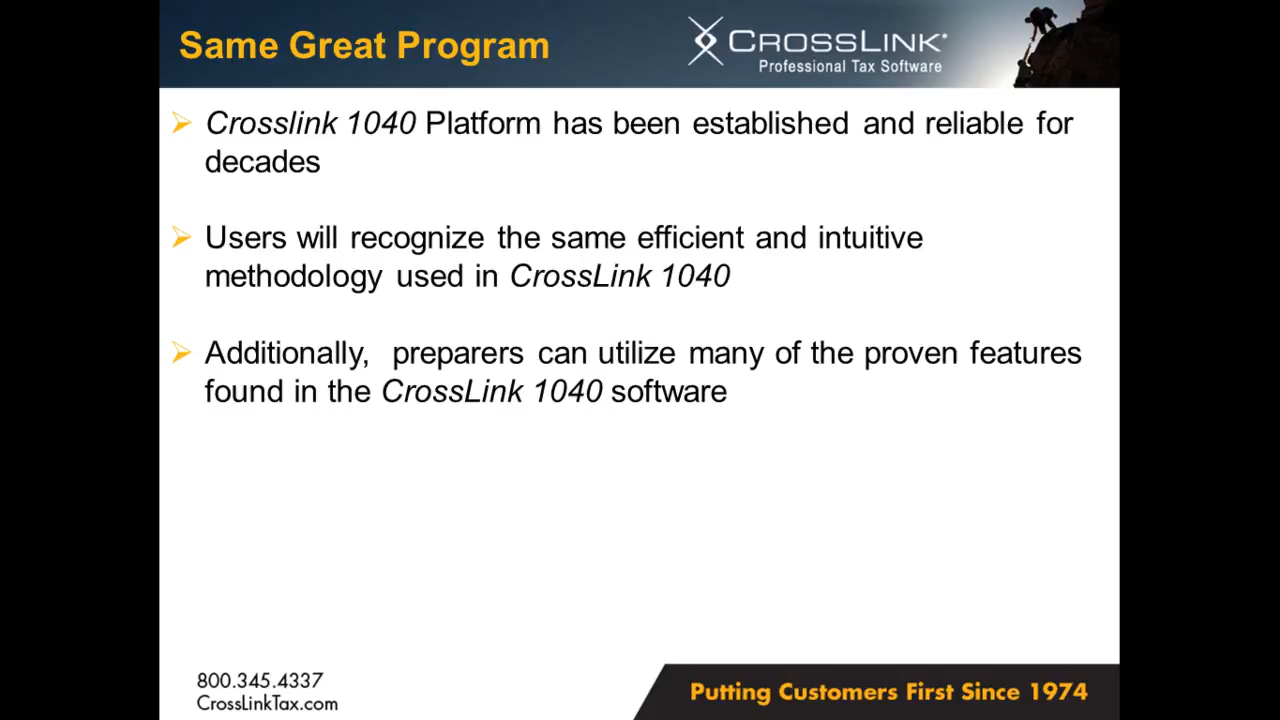 Same Great Program
CROSSLINK
Professional Tax Software
Crosslink 1040 Platform has been established and reliable for
decades
Users will recognize the same efficient and intuitive
methodology used in CrossLink 1040
Additionally, preparers can utilize many of the proven features
found in the CrossLink 1040 software
800.345.4337
CrossLinkTax.com
Putting Customers First Since 1974